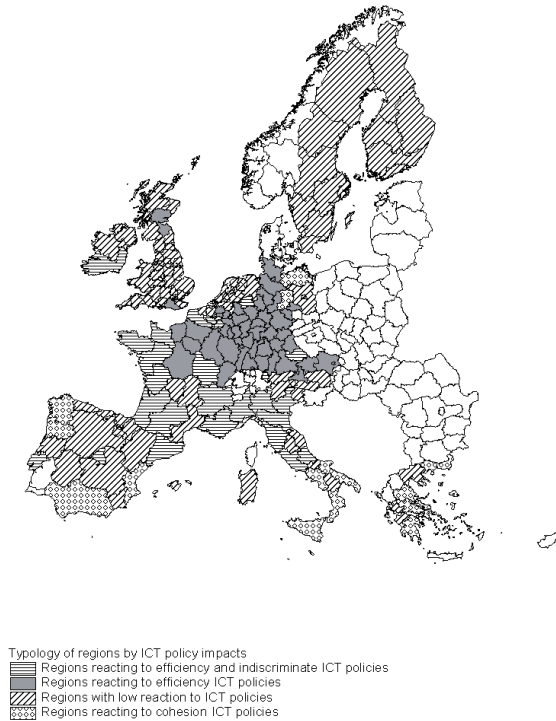 Typology of regions by ICT policy impacts
Regions reacting to efficiency and indiscriminate ICT policies
Regions reacting to efficiency ICT policies
Regions with low reaction to ICT policies
Regions reacting to cohesion ICT policies